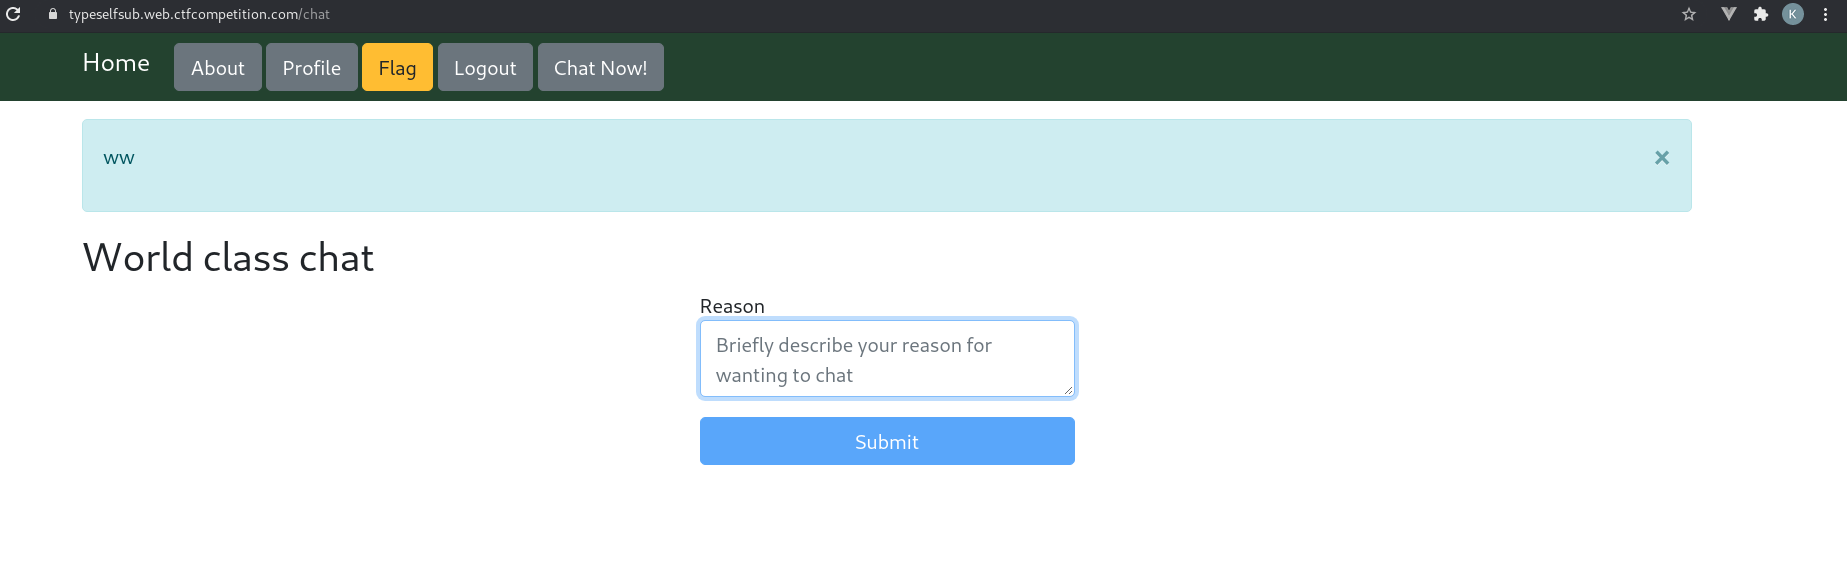 typeselfsub.web.ctfcompetition.com/chat
K
Home About Profile Flag Logout Chat Now!
ww ×
World class chat
Reason
Briefly describe your reason for
wanting to chat
Submit